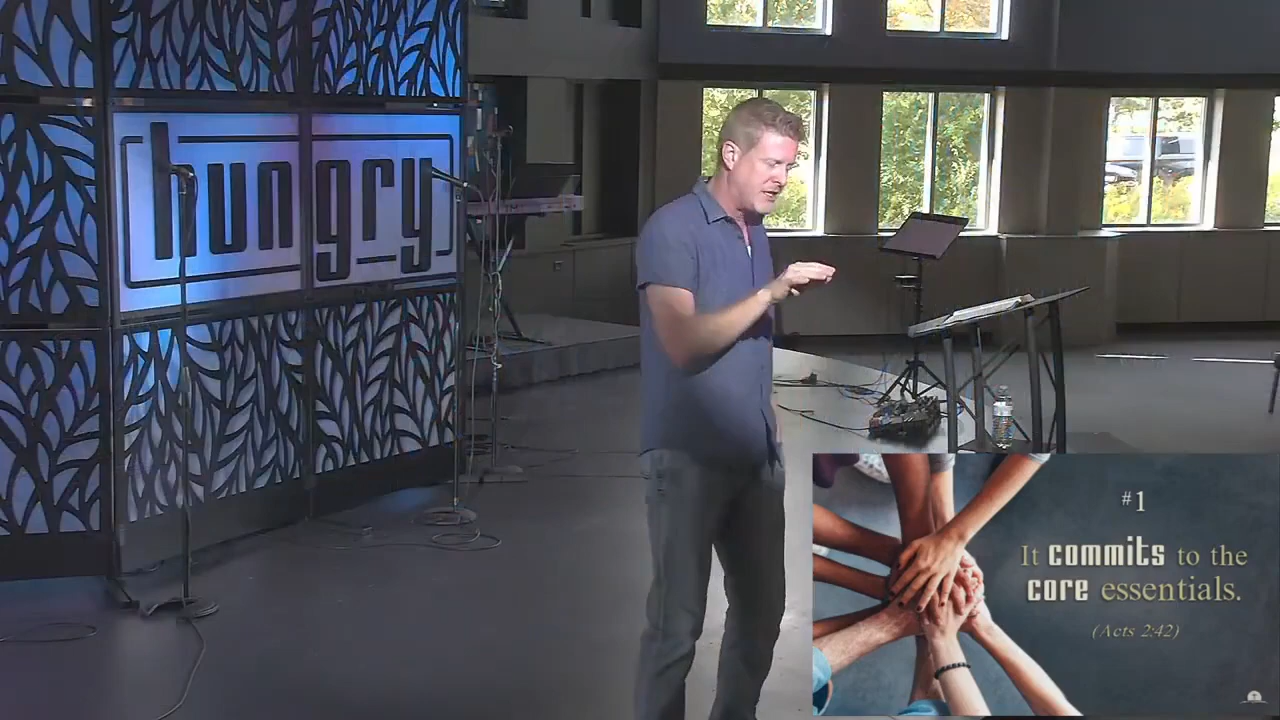 hungry
#1
It commits to the
core essentials.
(Acts 2:42)